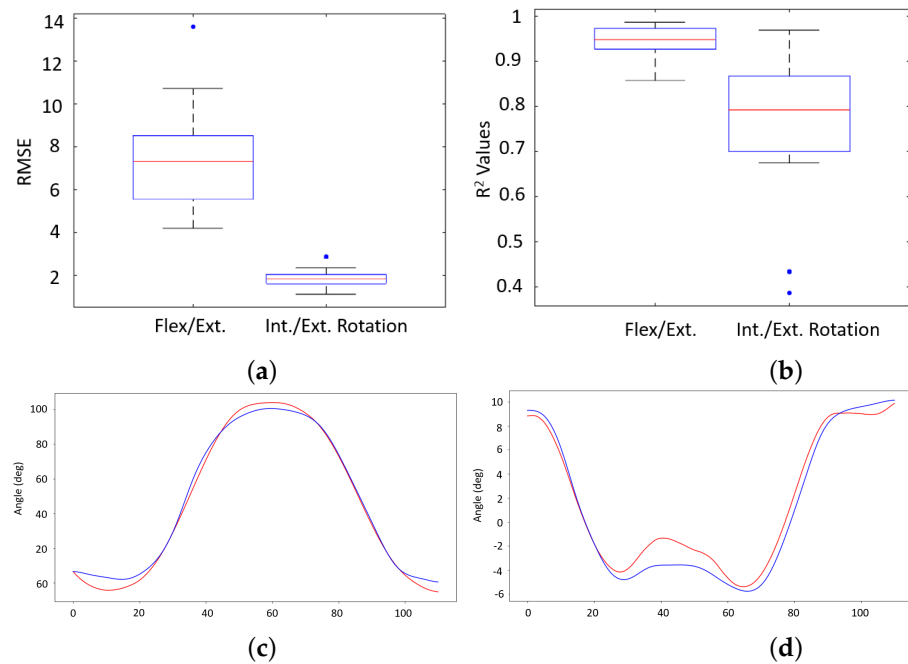 14
12
10
8
6
4
2
RMSE
Flex/Ext.
Int./Ext. Rotation
(a)
1
0.9
0.8
0.7
0.6
0.5
0.4
R² Values
Flex/Ext.
Int./Ext. Rotation
(b)
100
80
60
40
20
60
Angle (deg)
0 20 40 60 80 100
(c)
10
8
6
4
2
0
-2
-4
-6
Angle (deg)
0 20 40 60 80 100
(d)